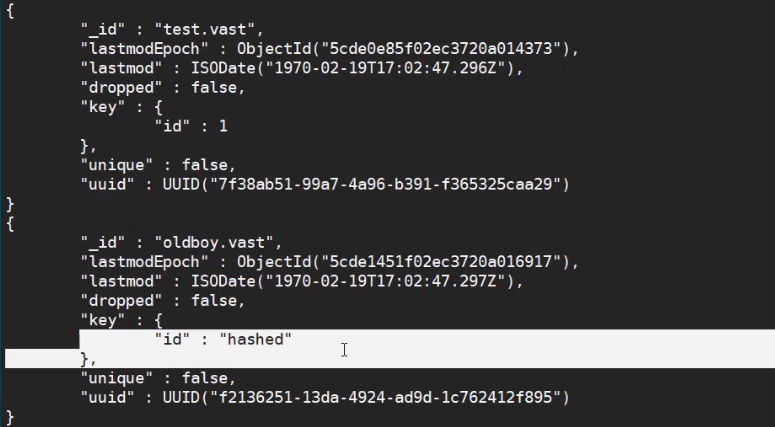 {
        "_id" : "test.vast",
        "lastmodEpoch" : ObjectId("5cde0e85f02ec3720a014373"),
        "lastmod" : ISODate("1970-02-19T17:02:47.296Z"),
        "dropped" : false,
        "key" : {
                "id" : 1
        },
        "unique" : false,
        "uuid" : UUID("7f38ab51-99a7-4a96-b391-f365325caa29")
}
{
        "_id" : "oldboy.vast",
        "lastmodEpoch" : ObjectId("5cde1451f02ec3720a016917"),
        "lastmod" : ISODate("1970-02-19T17:02:47.297Z"),
        "dropped" : false,
        "key" : {
                "id" : "hashed"
        },
        "unique" : false,
        "uuid" : UUID("f2136251-13da-4924-ad9d-1c762412f895")
}